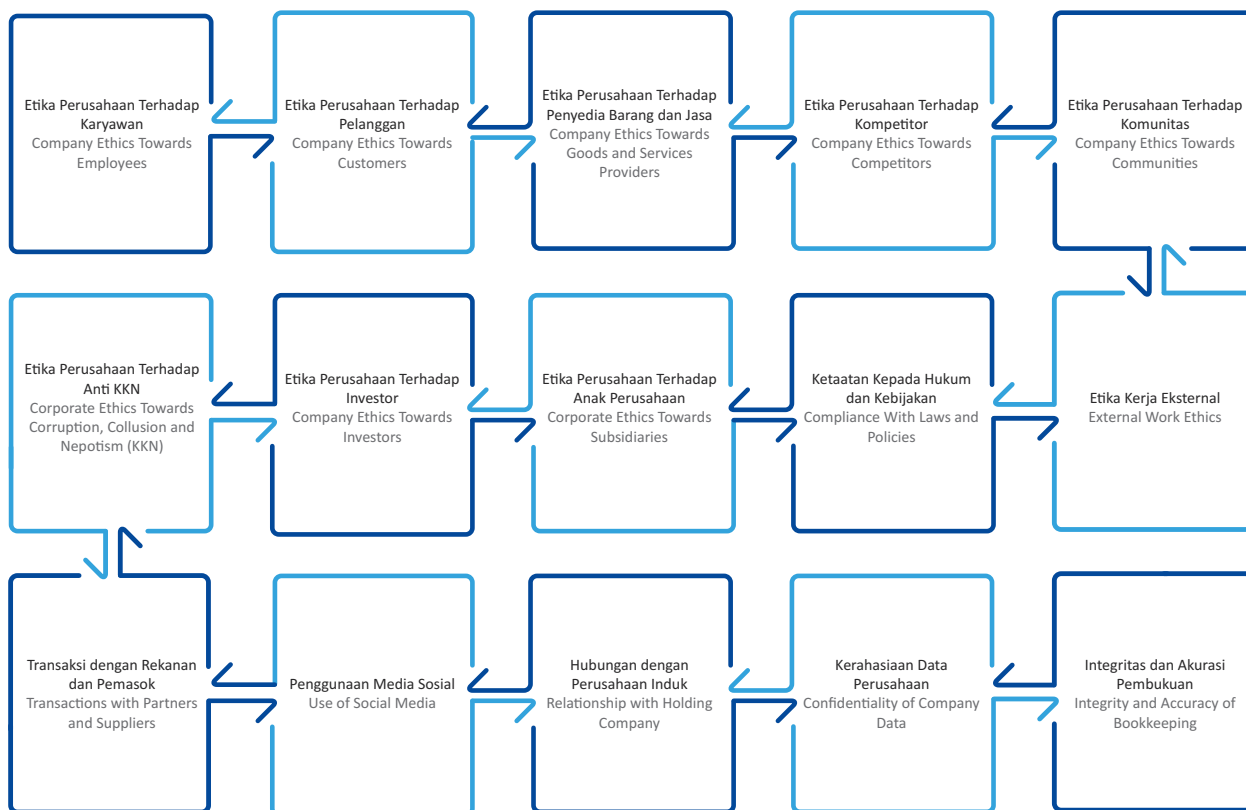 Etika Perusahaan Terhadap
Karyawan
Company Ethics Towards
Employees
Etika Perusahaan Terhadap
Pelanggan
Company Ethics Towards
Customers
Etika Perusahaan Terhadap
Penyedia Barang dan Jasa
Company Ethics Towards
Goods and Services
Providers
Etika Perusahaan Terhadap
Kompetitor
Company Ethics Towards
Competitors
Etika Perusahaan Terhadap
Komunitas
Company Ethics Towards
Communities
Etika Perusahaan Terhadap
Anti KKN
Corporate Ethics Towards
Corruption, Collusion and
Nepotism (KKN)
Etika Perusahaan Terhadap
Investor
Company Ethics Towards
Investors
Etika Perusahaan Terhadap
Anak Perusahaan
Corporate Ethics Towards
Subsidiaries
Ketaatan Kepada Hukum
dan Kebijakan
Compliance With Laws and
Policies
Etika Kerja Eksternal
External Work Ethics
Transaksi dengan Rekanan
dan Pemasok
Transactions with Partners
and Suppliers
Penggunaan Media Sosial
Use of Social Media
Hubungan dengan
Perusahaan Induk
Relationship with Holding
Company
Kerahasiaan Data
Perusahaan
Confidentiality of Company
Data
Integritas dan Akurasi
Pembukuan
Integrity and Accuracy of
Bookkeeping